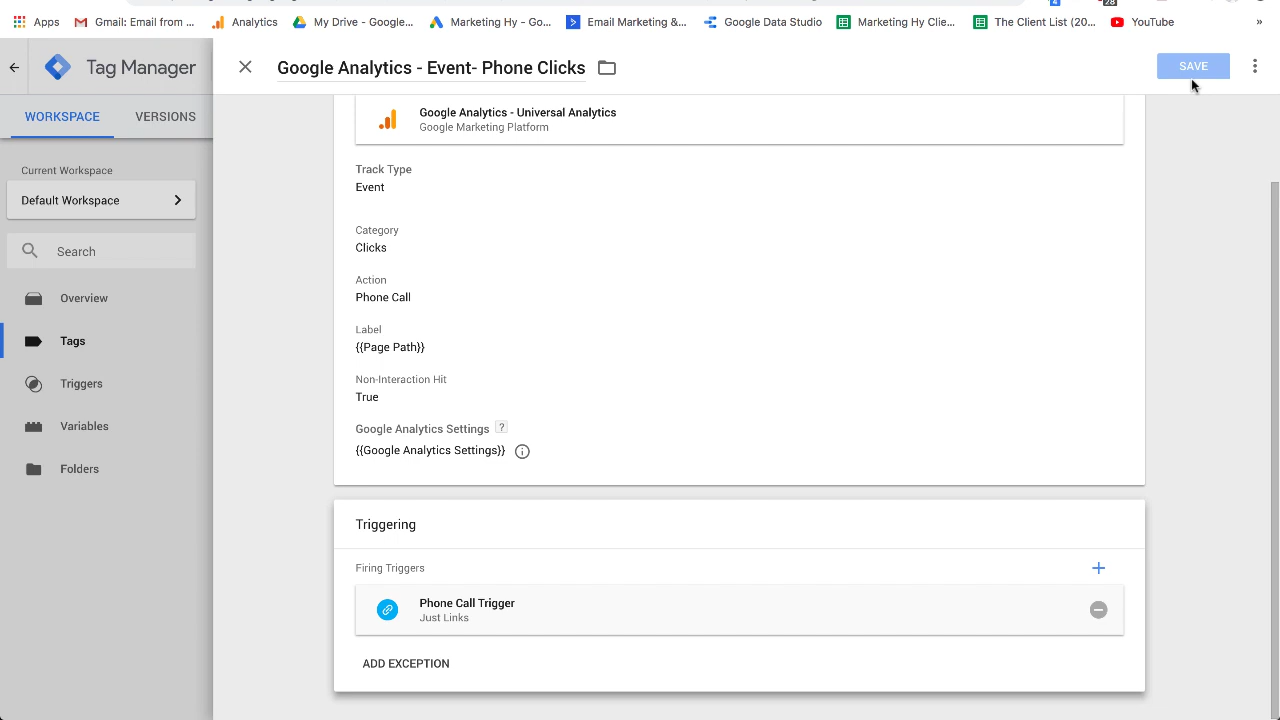 Apps
Gmail: Email from ...
Analytics
My Drive - Google...
Marketing Hy - Go...
Email Marketing &...
Google Data Studio
Marketing Hy Clie...
The Client List (20...
YouTube
»
4
28
Tag Manager
Google Analytics - Event- Phone Clicks
SAVE
WORKSPACE
VERSIONS
Current Workspace
Default Workspace
Search
Overview
Tags
Triggers
Variables
Folders
Google Analytics - Universal Analytics
Google Marketing Platform
Track Type
Event
Category
Clicks
Action
Phone Call
Label
{{Page Path}}
Non-Interaction Hit
True
Google Analytics Settings ?
{{Google Analytics Settings}}
Triggering
Firing Triggers
Phone Call Trigger
Just Links
ADD EXCEPTION